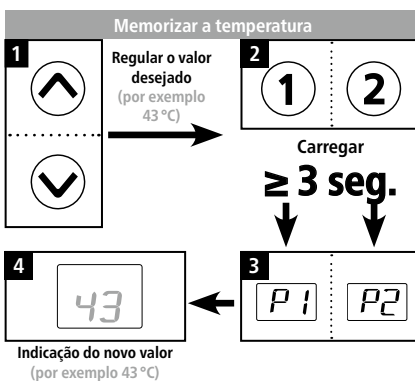 Memorizar a temperatura
1
Regular o valor
desejado
(por exemplo
43 °C)
2
1
2
Carregar
≥ 3 seg.
4
43
3
P1
P2
Indicação do novo valor
(por exemplo 43 °C)